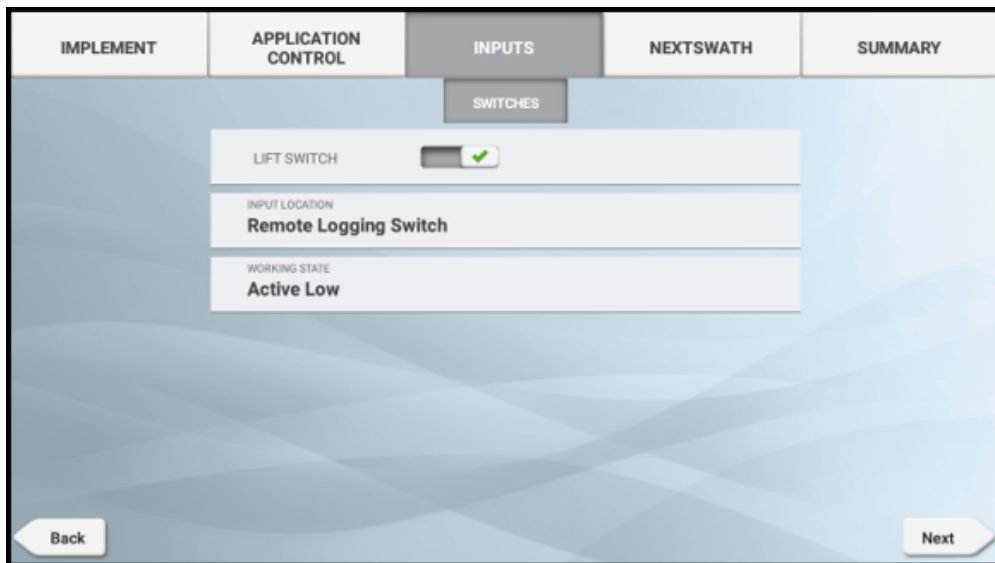 IMPLEMENT
APPLICATION
CONTROL
INPUTS
NEXTSWATH
SUMMARY
SWITCHES
LIFT SWITCH
INPUT LOCATION
Remote Logging Switch
WORKING STATE
Active Low
Back
Next